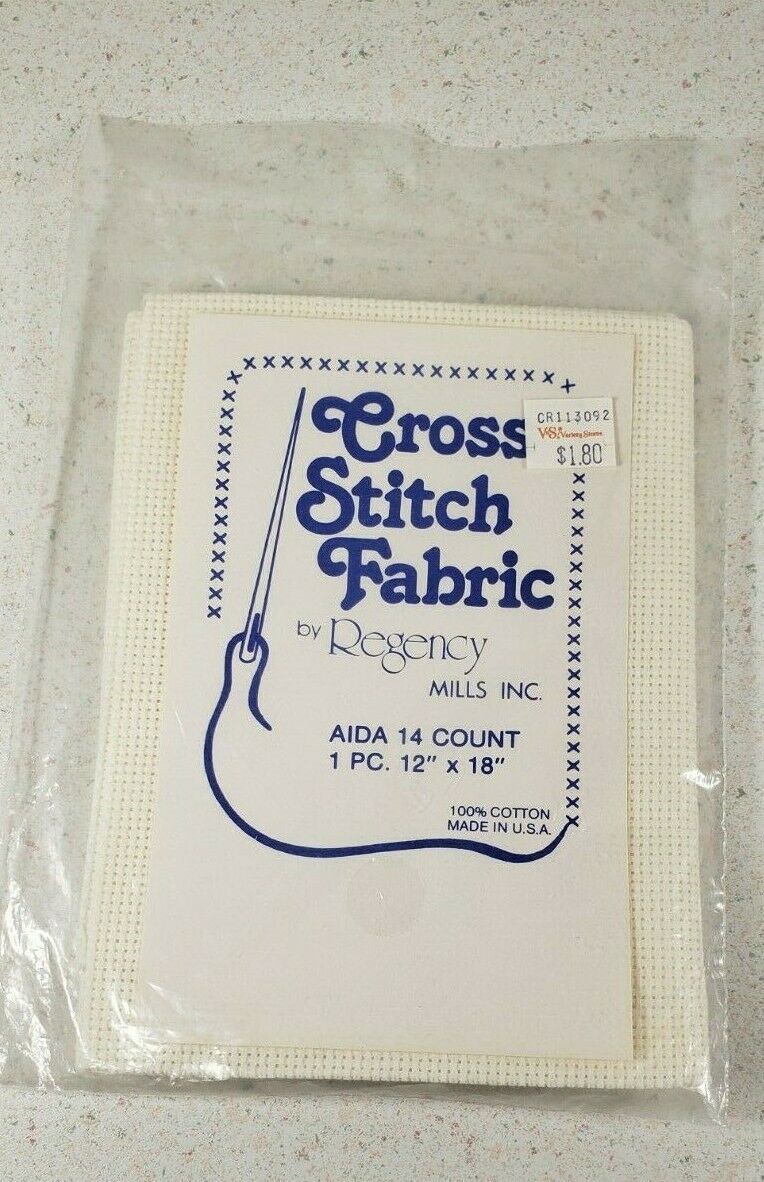 Cross
Stitch
Fabric
by Regency
MILLS INC.
AIDA 14 COUNT
1 PC. 12" x 18"
100% COTTON
MADE IN U.S.A.
CR113092
V&S® Variety Stores
$1.80